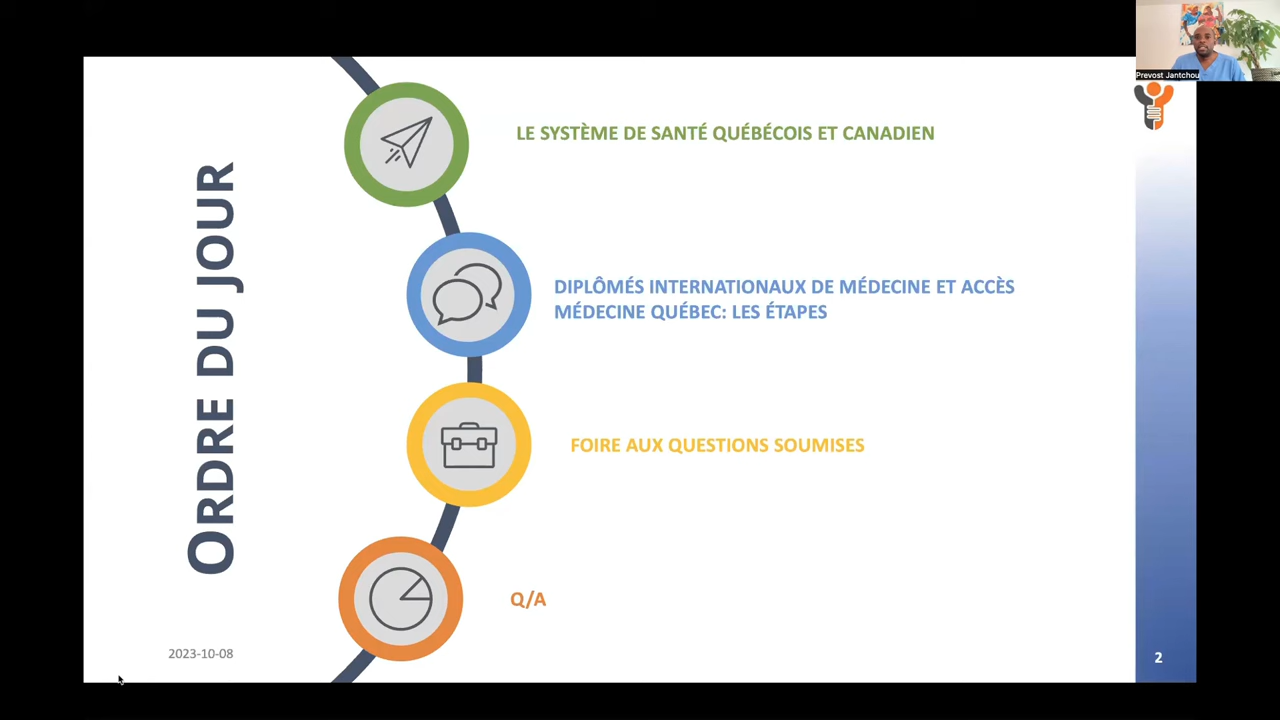 Prevost Jantchou
ORDRE DU JOUR
LE SYSTÈME DE SANTÉ QUÉBÉCOIS ET CANADIEN
DIPLÔMÉS INTERNATIONAUX DE MÉDECINE ET ACCÈS
MÉDECINE QUÉBEC: LES ÉTAPES
FOIRE AUX QUESTIONS SOUMISES
Q/A
2023-10-08
2